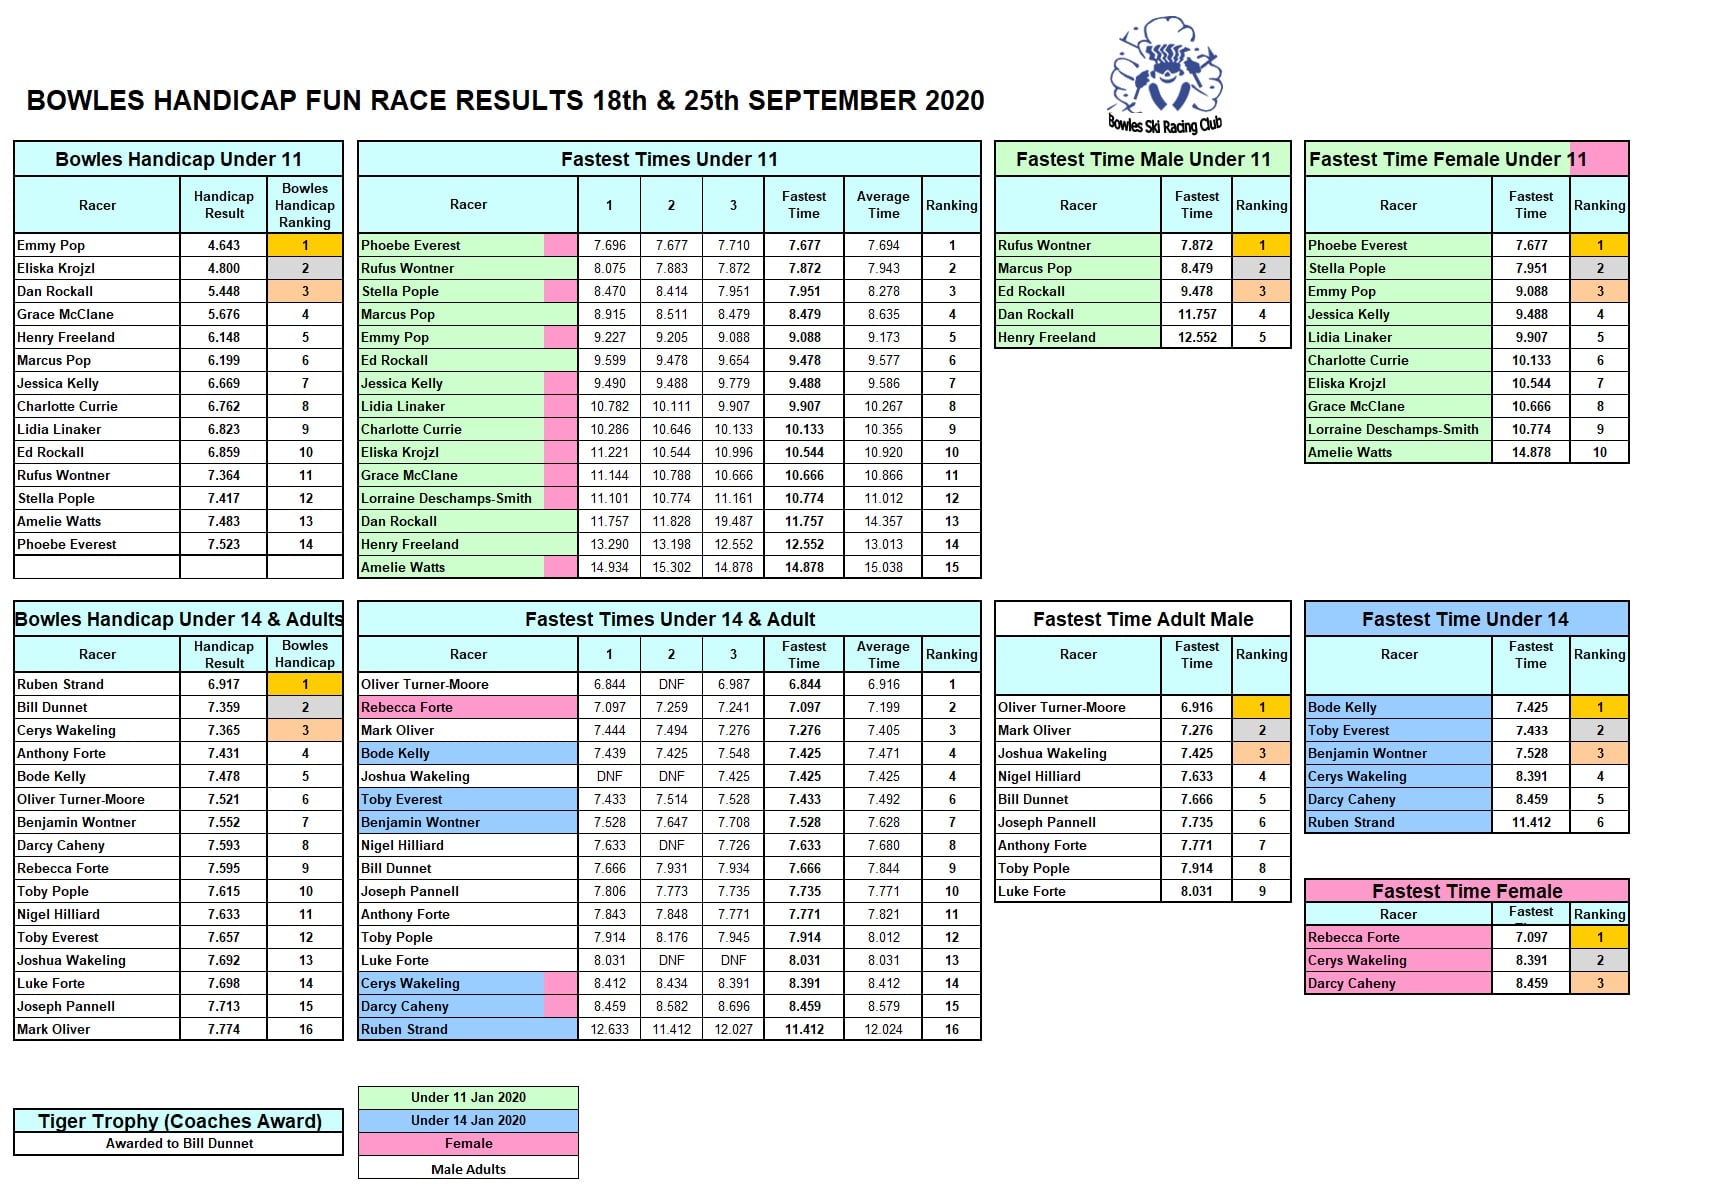 BOWLES HANDICAP FUN RACE RESULTS 18th & 25th SEPTEMBER 2020
Bowles Ski Racing Club
Bowles Handicap Under 11
Racer Handicap Result Bowles Handicap Ranking
Emmy Pop 4.643 1
Eliska Krojzl 4.800 2
Dan Rockall 5.448 3
Grace McClane 5.676 4
Henry Freeland 6.148 5
Marcus Pop 6.199 6
Jessica Kelly 6.669 7
Charlotte Currie 6.762 8
Lidia Linaker 6.823 9
Ed Rockall 6.859 10
Rufus Wontner 7.364 11
Stella Pople 7.417 12
Amelie Watts 7.483 13
Phoebe Everest 7.523 14
Fastest Times Under 11
Racer 1 2 3 Fastest Time Average Time Ranking
Phoebe Everest 7.696 7.677 7.710 7.677 7.694 1
Rufus Wontner 8.075 7.883 7.872 7.872 7.943 2
Stella Pople 8.470 8.414 7.951 7.951 8.278 3
Marcus Pop 8.915 8.511 8.479 8.479 8.635 4
Emmy Pop 9.227 9.205 9.088 9.088 9.173 5
Ed Rockall 9.599 9.478 9.654 9.478 9.577 6
Jessica Kelly 9.490 9.488 9.779 9.488 9.586 7
Lidia Linaker 10.782 10.111 9.907 9.907 10.267 8
Charlotte Currie 10.286 10.646 10.133 10.133 10.355 9
Eliska Krojzl 11.221 10.544 10.996 10.544 10.920 10
Grace McClane 11.144 10.788 10.666 10.666 10.866 11
Lorraine Deschamps-Smith 11.101 10.774 11.161 10.774 11.012 12
Dan Rockall 11.757 11.828 19.487 11.757 14.357 13
Henry Freeland 13.290 13.198 12.552 12.552 13.013 14
Amelie Watts 14.934 15.302 14.878 14.878 15.038 15
Fastest Time Male Under 11
Racer Fastest Time Ranking
Rufus Wontner 7.872 1
Marcus Pop 8.479 2
Ed Rockall 9.478 3
Dan Rockall 11.757 4
Henry Freeland 12.552 5
Fastest Time Female Under 11
Racer Fastest Time Ranking
Phoebe Everest 7.677 1
Stella Pople 7.951 2
Emmy Pop 9.088 3
Jessica Kelly 9.488 4
Lidia Linaker 9.907 5
Charlotte Currie 10.133 6
Eliska Krojzl 10.544 7
Grace McClane 10.666 8
Lorraine Deschamps-Smith 10.774 9
Amelie Watts 14.878 10
Bowles Handicap Under 14 & Adults
Racer Handicap Result Bowles Handicap
Ruben Strand 6.917 1
Bill Dunnet 7.359 2
Cerys Wakeling 7.365 3
Anthony Forte 7.431 4
Bode Kelly 7.478 5
Oliver Turner-Moore 7.521 6
Benjamin Wontner 7.552 7
Darcy Caheny 7.593 8
Rebecca Forte 7.595 9
Toby Pople 7.615 10
Nigel Hilliard 7.633 11
Toby Everest 7.657 12
Joshua Wakeling 7.692 13
Luke Forte 7.698 14
Joseph Pannell 7.713 15
Mark Oliver 7.774 16
Fastest Times Under 14 & Adult
Racer 1 2 3 Fastest Time Average Time Ranking
Oliver Turner-Moore 6.844 DNF 6.987 6.844 6.916 1
Rebecca Forte 7.097 7.259 7.241 7.097 7.199 2
Mark Oliver 7.444 7.494 7.276 7.276 7.405 3
Bode Kelly 7.439 7.425 7.548 7.425 7.471 4
Joshua Wakeling DNF DNF 7.425 7.425 7.425 4
Toby Everest 7.433 7.514 7.528 7.433 7.492 6
Benjamin Wontner 7.528 7.647 7.708 7.528 7.628 7
Nigel Hilliard 7.633 DNF 7.726 7.633 7.680 8
Bill Dunnet 7.666 7.931 7.934 7.666 7.844 9
Joseph Pannell 7.806 7.773 7.735 7.735 7.771 10
Anthony Forte 7.843 7.848 7.771 7.771 7.821 11
Toby Pople 7.914 8.176 7.945 7.914 8.012 12
Luke Forte 8.031 DNF DNF 8.031 8.031 13
Cerys Wakeling 8.412 8.434 8.391 8.391 8.412 14
Darcy Caheny 8.459 8.582 8.696 8.459 8.579 15
Ruben Strand 12.633 11.412 12.027 11.412 12.024 16
Fastest Time Adult Male
Racer Fastest Time Ranking
Oliver Turner-Moore 6.916 1
Mark Oliver 7.276 2
Joshua Wakeling 7.425 3
Nigel Hilliard 7.633 4
Bill Dunnet 7.666 5
Joseph Pannell 7.735 6
Anthony Forte 7.771 7
Toby Pople 7.914 8
Luke Forte 8.031 9
Fastest Time Under 14
Racer Fastest Time Ranking
Bode Kelly 7.425 1
Toby Everest 7.433 2
Benjamin Wontner 7.528 3
Cerys Wakeling 8.391 4
Darcy Caheny 8.459 5
Ruben Strand 11.412 6
Fastest Time Female
Racer Fastest Ranking
Rebecca Forte 7.097 1
Cerys Wakeling 8.391 2
Darcy Caheny 8.459 3
Tiger Trophy (Coaches Award)
Awarded to Bill Dunnet
Under 11 Jan 2020
Under 14 Jan 2020
Female
Male Adults